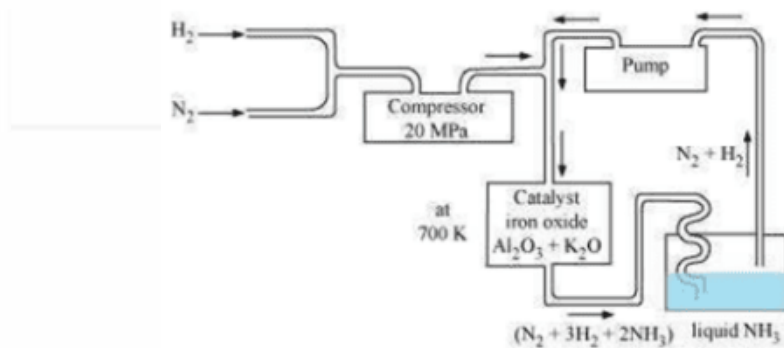 H₂
N₂
Compressor
20 MPa
Pump
N₂ + H₂
at
700 K
Catalyst
iron oxide
Al₂O₃ + K₂O
(N₂ + 3H₂ + 2NH₃)
liquid NH₃